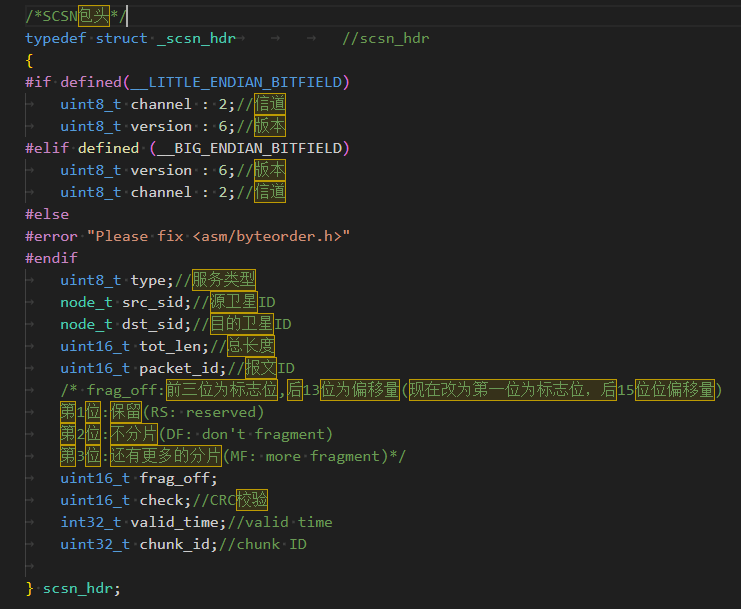 /*SCSN包头*/
typedef struct _scsn_hdr //scsn_hdr
{
#if defined(__LITTLE_ENDIAN_BITFIELD)
uint8_t channel : 2;//信道
uint8_t version : 6;//版本
#elif defined (__BIG_ENDIAN_BITFIELD)
uint8_t version : 6;//版本
uint8_t channel : 2;//信道
#else
#error "Please fix <asm/byteorder.h>"
#endif
uint8_t type;//服务类型
node_t src_sid;//源卫星ID
node_t dst_sid;//目的卫星ID
uint16_t tot_len;//总长度
uint16_t packet_id;//报文ID
/* frag_off:前三位为标志位,后13位为偏移量(现在改为第一位为标志位，后15位位偏移量)
第1位:保留(RS: reserved)
第2位:不分片(DF: don't fragment)
第3位:还有更多的分片(MF: more fragment)*/
uint16_t frag_off;
uint16_t check;//CRC校验
int32_t valid_time;//valid time
uint32_t chunk_id;//chunk ID
} scsn_hdr;